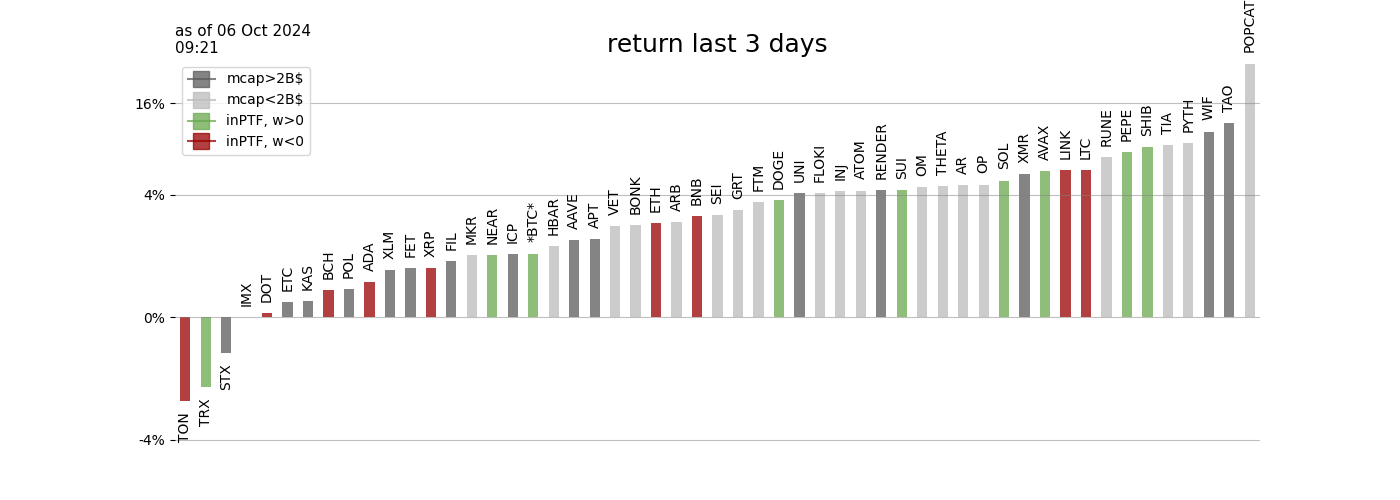 as of 06 Oct 2024
09:21
return last 3 days
mcap>2B$
mcap<2B$
inPTF, w>0
inPTF, w<0
16%
4%
0%
-4%
TON
TRX
STX
IMX
DOT
ETC
KAS
BCH
POL
ADA
XLM
FET
XRP
FIL
MKR
NEAR
ICP
*BTC*
HBAR
AAVE
APT
VET
BONK
ETH
ARB
BNB
SEI
GRT
FTM
DOGE
UNI
FLOKI
INJ
ATOM
RENDER
SUI
OM
THETA
AR
OP
SOL
XMR
AVAX
LINK
LTC
RUNE
PEPE
SHIB
TIA
PYTH
WIF
TAO
POPCAT